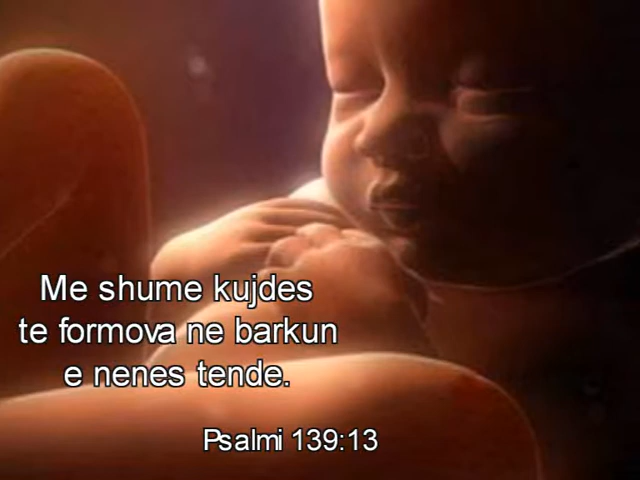 Me shume kujdes
te formova ne barkun
e nenes tende.
Psalmi 139:13